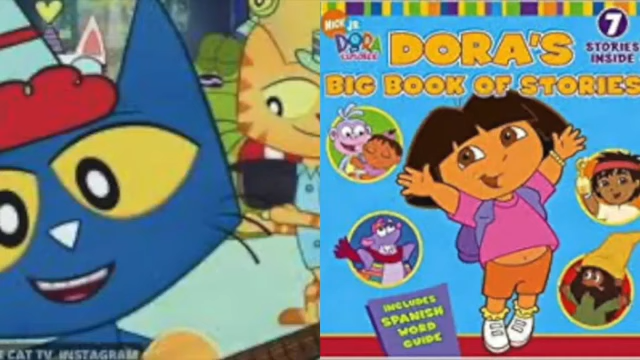 E CAT TV, INSTAGRAM
NICK JR.
DORA
the EXPLORER
DORA'S
BIG BOOK OF STORIES
7
STORIES
INSIDE
INCLUDES
SPANISH
WORD
GUIDE